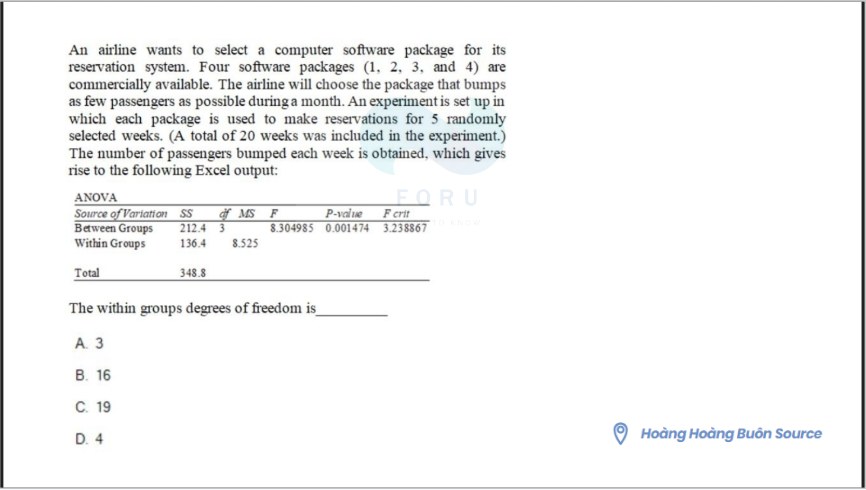 An airline wants to select a computer software package for its
reservation system. Four software packages (1, 2, 3, and 4) are
commercially available. The airline will choose the package that bumps
as few passengers as possible during a month. An experiment is set up in
which each package is used to make reservations for 5 randomly
selected weeks. (A total of 20 weeks was included in the experiment.)
The number of passengers bumped each week is obtained, which gives
rise to the following Excel output:
FORU
ANOVA
Source of Variation SS df MS F P-value F crit
Between Groups 212.4 3 8.304985 0.001474 3.238867
Within Groups 136.4 8.525
Total 348.8
The within groups degrees of freedom is__________
A. 3
B. 16
C. 19
D. 4
Hoàng Hoàng Buôn Source